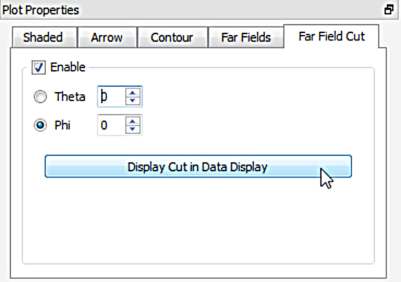 Plot Properties
Shaded Arrow Contour Far Fields Far Field Cut
Enable
Theta 0
Phi 0
Display Cut in Data Display